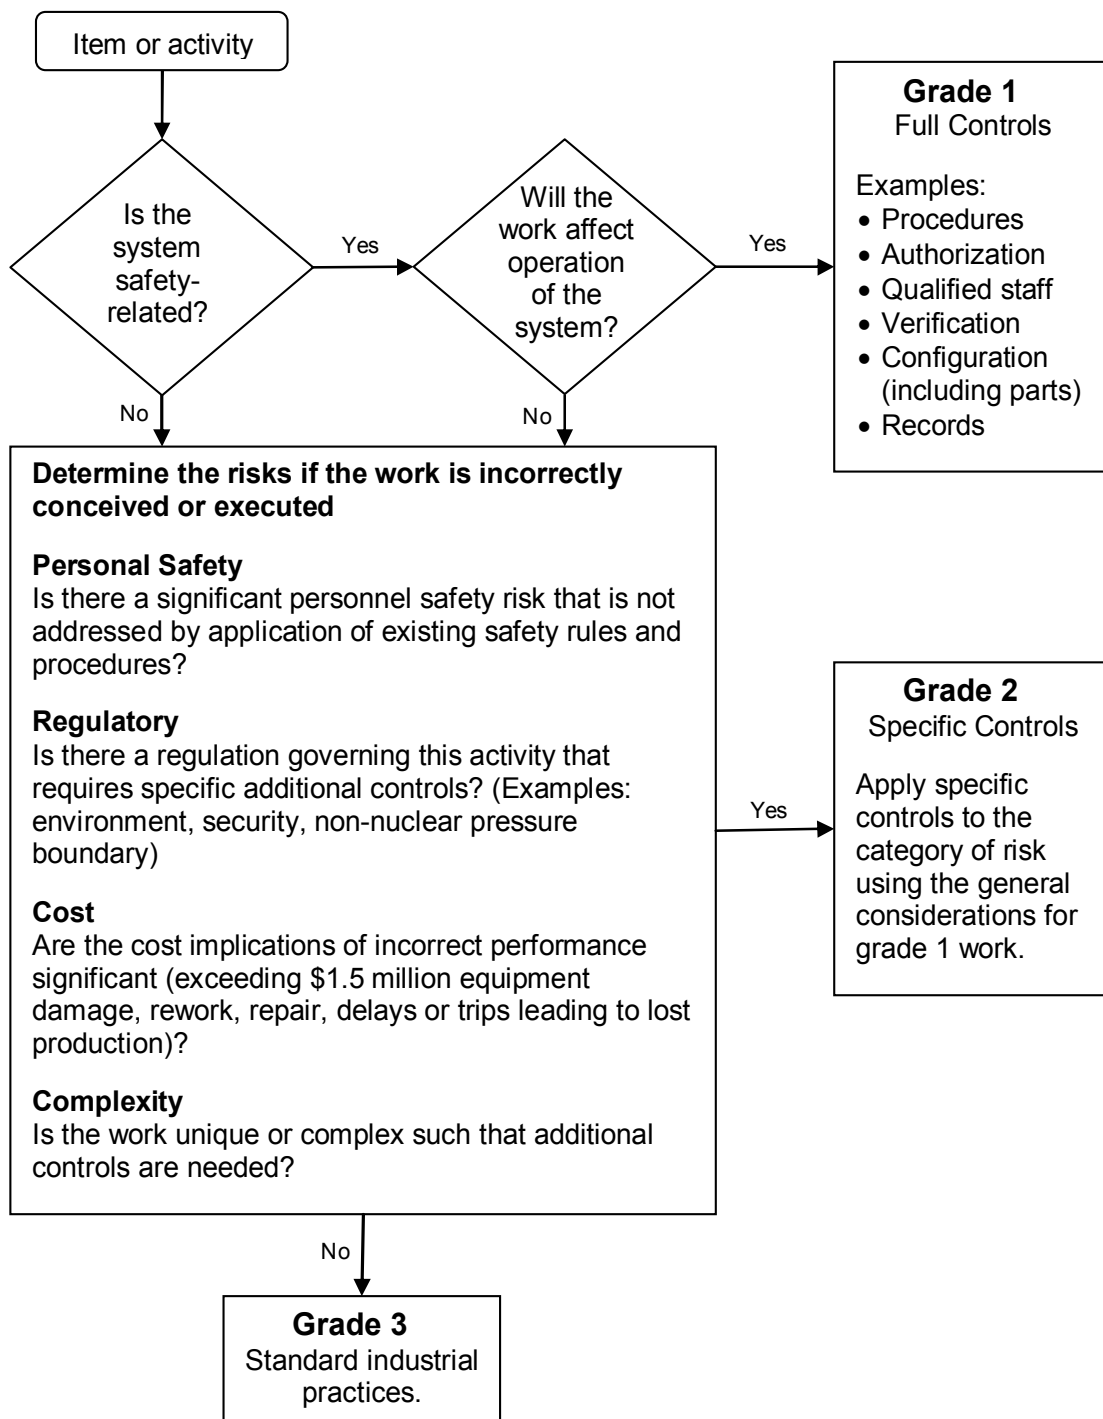 Item or activity
Is the
system
safety-
related?
Yes
Will the
work affect
operation
of the
system?
Yes
Grade 1
Full Controls
Examples:
• Procedures
• Authorization
• Qualified staff
• Verification
• Configuration
(including parts)
• Records
No
No
Determine the risks if the work is incorrectly
conceived or executed
Personal Safety
Is there a significant personnel safety risk that is not
addressed by application of existing safety rules and
procedures?
Regulatory
Is there a regulation governing this activity that
requires specific additional controls? (Examples:
environment, security, non-nuclear pressure
boundary)
Cost
Are the cost implications of incorrect performance
significant (exceeding $1.5 million equipment
damage, rework, repair, delays or trips leading to lost
production)?
Complexity
Is the work unique or complex such that additional
controls are needed?
Yes
Grade 2
Specific Controls
Apply specific
controls to the
category of risk
using the general
considerations for
grade 1 work.
No
Grade 3
Standard industrial
practices.